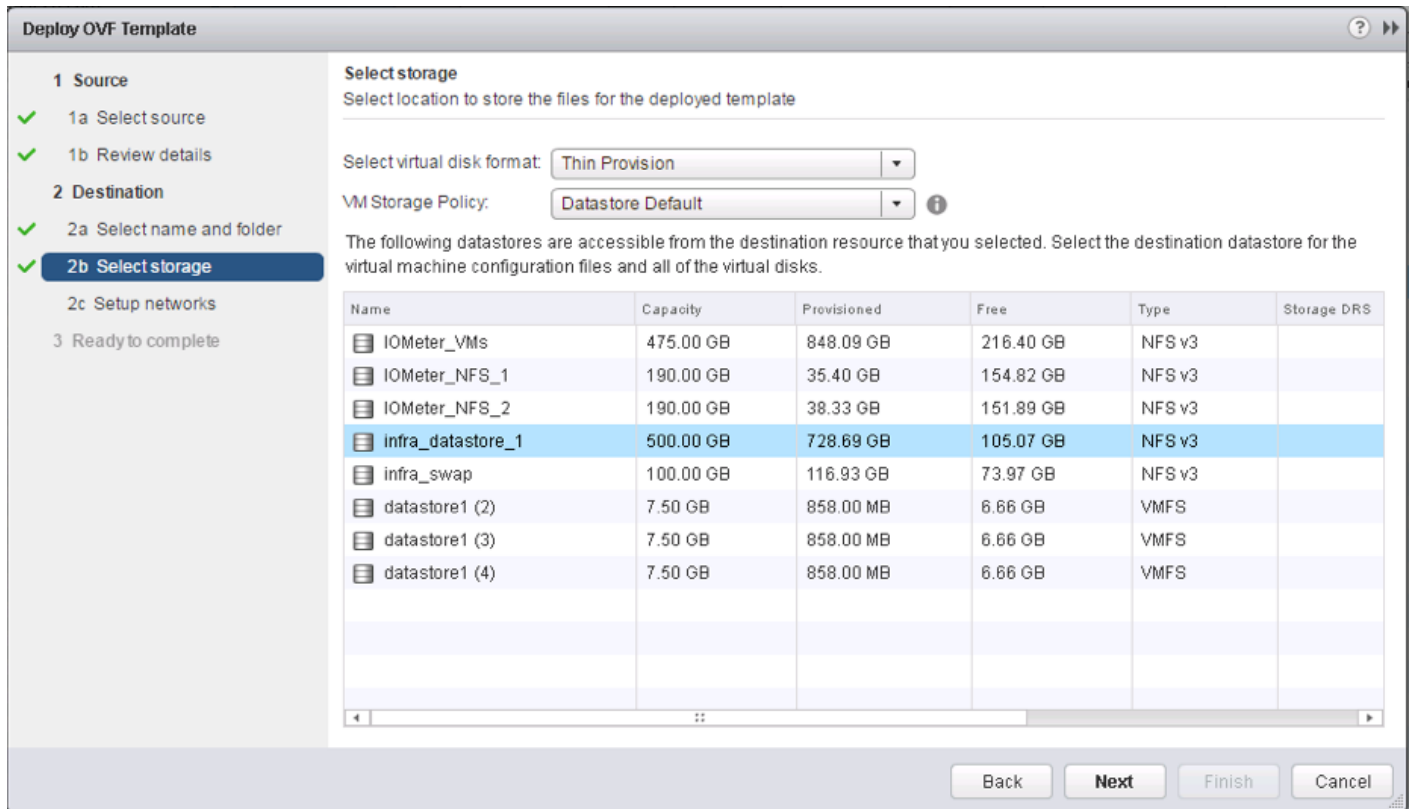 Deploy OVF Template
1 Source
1a Select source
1b Review details
2 Destination
2a Select name and folder
2b Select storage
2c Setup networks
3 Ready to complete
Select storage
Select location to store the files for the deployed template
Select virtual disk format: Thin Provision
VM Storage Policy: Datastore Default
The following datastores are accessible from the destination resource that you selected. Select the destination datastore for the
virtual machine configuration files and all of the virtual disks.
Name Capacity Provisioned Free Type Storage DRS
IOMeter_VMs 475.00 GB 848.09 GB 216.40 GB NFS v3
IOMeter_NFS_1 190.00 GB 35.40 GB 154.82 GB NFS v3
IOMeter_NFS_2 190.00 GB 38.33 GB 151.89 GB NFS v3
infra_datastore_1 500.00 GB 728.69 GB 105.07 GB NFS v3
infra_swap 100.00 GB 116.93 GB 73.97 GB NFS v3
datastore1 (2) 7.50 GB 858.00 MB 6.66 GB VMFS
datastore1 (3) 7.50 GB 858.00 MB 6.66 GB VMFS
datastore1 (4) 7.50 GB 858.00 MB 6.66 GB VMFS
Back Next Finish Cancel